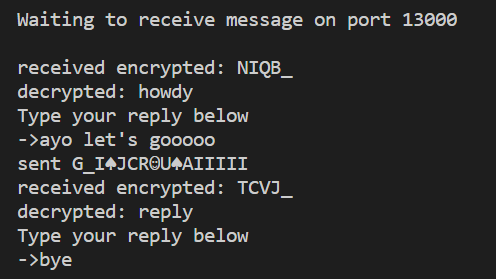 Waiting to receive message on port 13000
received encrypted: NIQB_
decrypted: howdy
Type your reply below
->ayo let's gooooo
sent G_I♠JCR☺U♠AIIIII
received encrypted: TCVJ_
decrypted: reply
Type your reply below
->bye